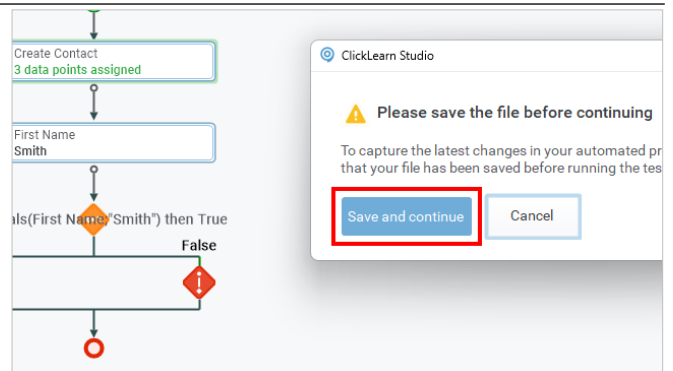 Create Contact
3 data points assigned
First Name
Smith
als(First Name;"Smith") then True
False
ClickLearn Studio
Please save the file before continuing
To capture the latest changes in your automated pr
that your file has been saved before running the tes
Save and continue
Cancel